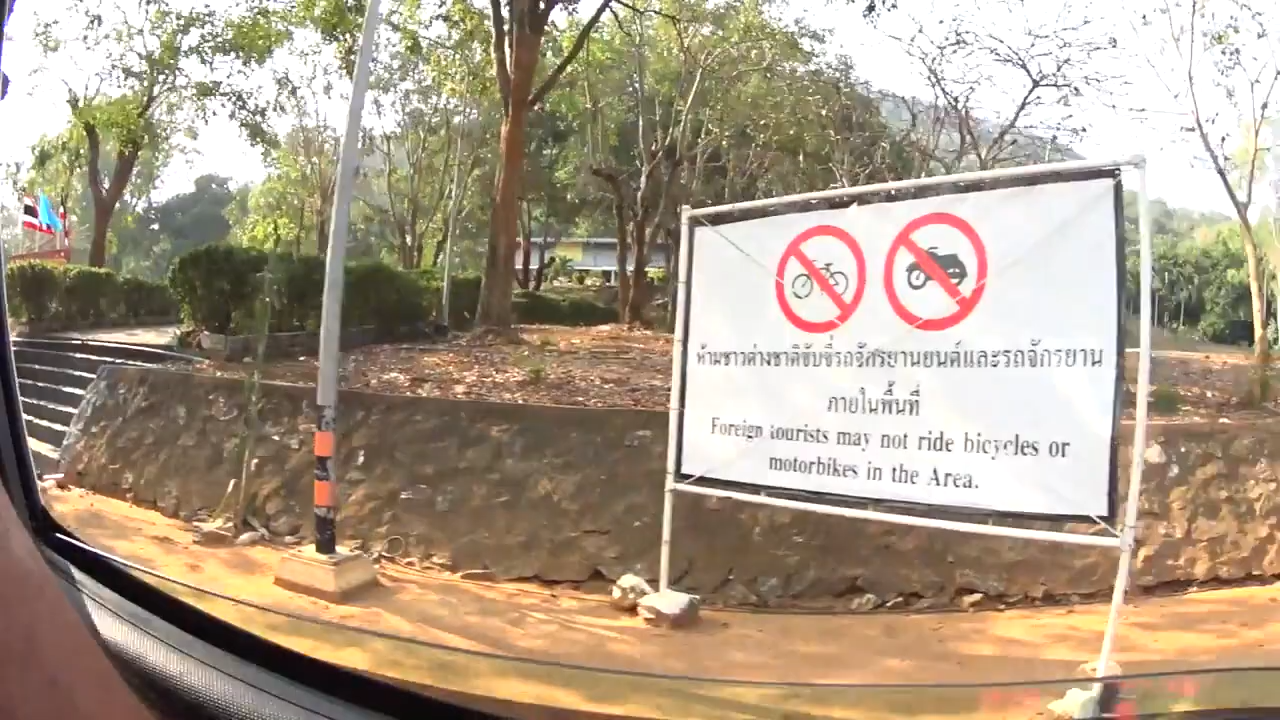 ห้ามชาวต่างชาติขับขี่รถจักรยานยนต์และรถจักรยาน
ภายในพื้นที่
Foreign tourists may not ride bicycles or
motorbikes in the Area.